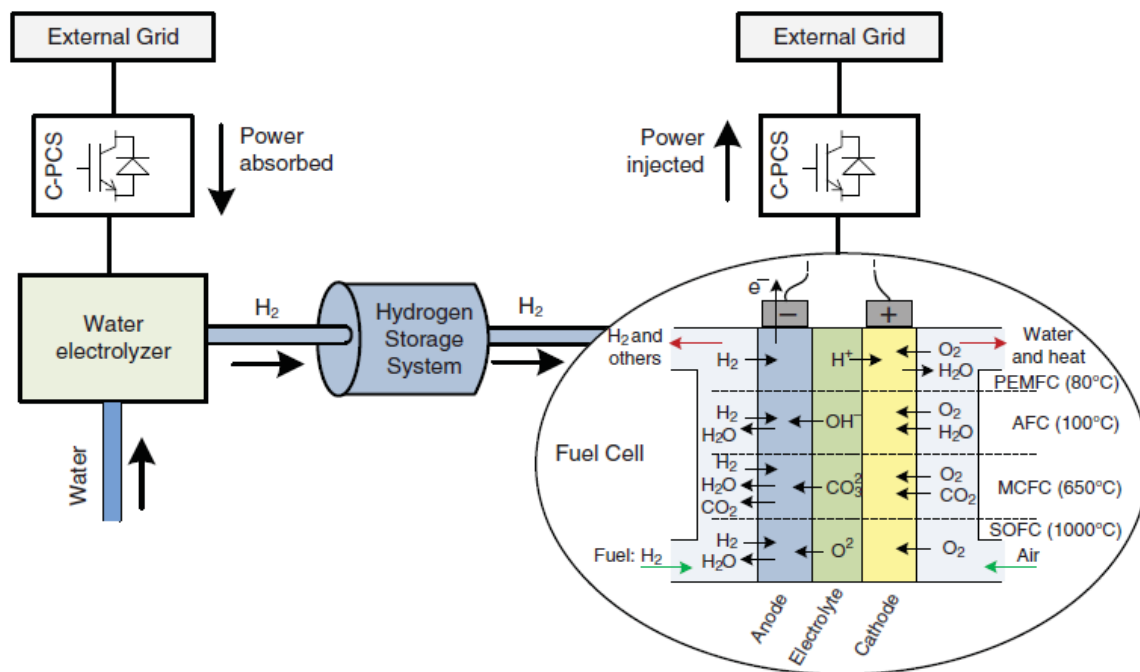 External Grid
C-PCS
Power
absorbed
Water
electrolyzer
Water
H₂
Hydrogen
Storage
System
H₂
External Grid
Power
injected
C-PCS
Fuel Cell
e⁻
−
+
H₂ and
others
Water
and heat
H₂
H⁺
O₂
H₂O
PEMFC (80°C)
H₂
H₂O
OH⁻
O₂
H₂O
AFC (100°C)
H₂
H₂O
CO₂
CO₃²
O₂
CO₂
MCFC (650°C)
SOFC (1000°C)
Fuel: H₂
H₂
H₂O
O²
O₂
Air
Anode
Electrolyte
Cathode